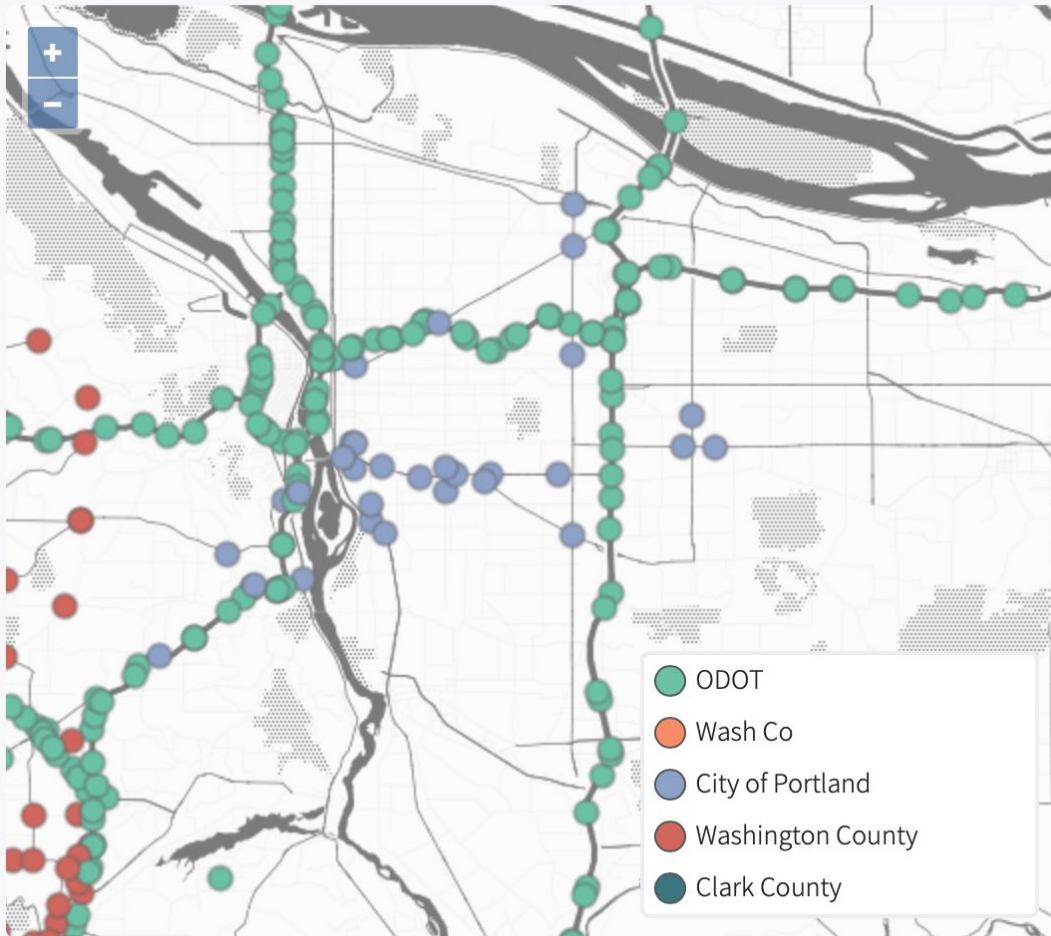 +
−
ODOT
Wash Co
City of Portland
Washington County
Clark County